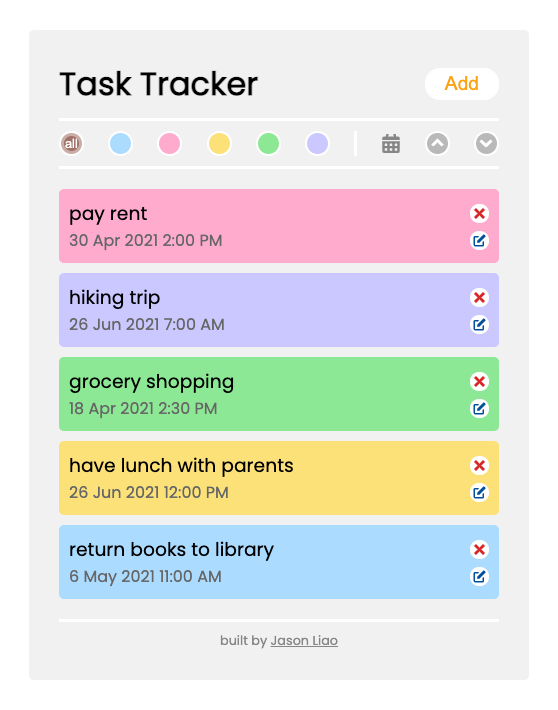 Task Tracker
Add
all
pay rent
30 Apr 2021 2:00 PM
hiking trip
26 Jun 2021 7:00 AM
grocery shopping
18 Apr 2021 2:30 PM
have lunch with parents
26 Jun 2021 12:00 PM
return books to library
6 May 2021 11:00 AM
built by Jason Liao